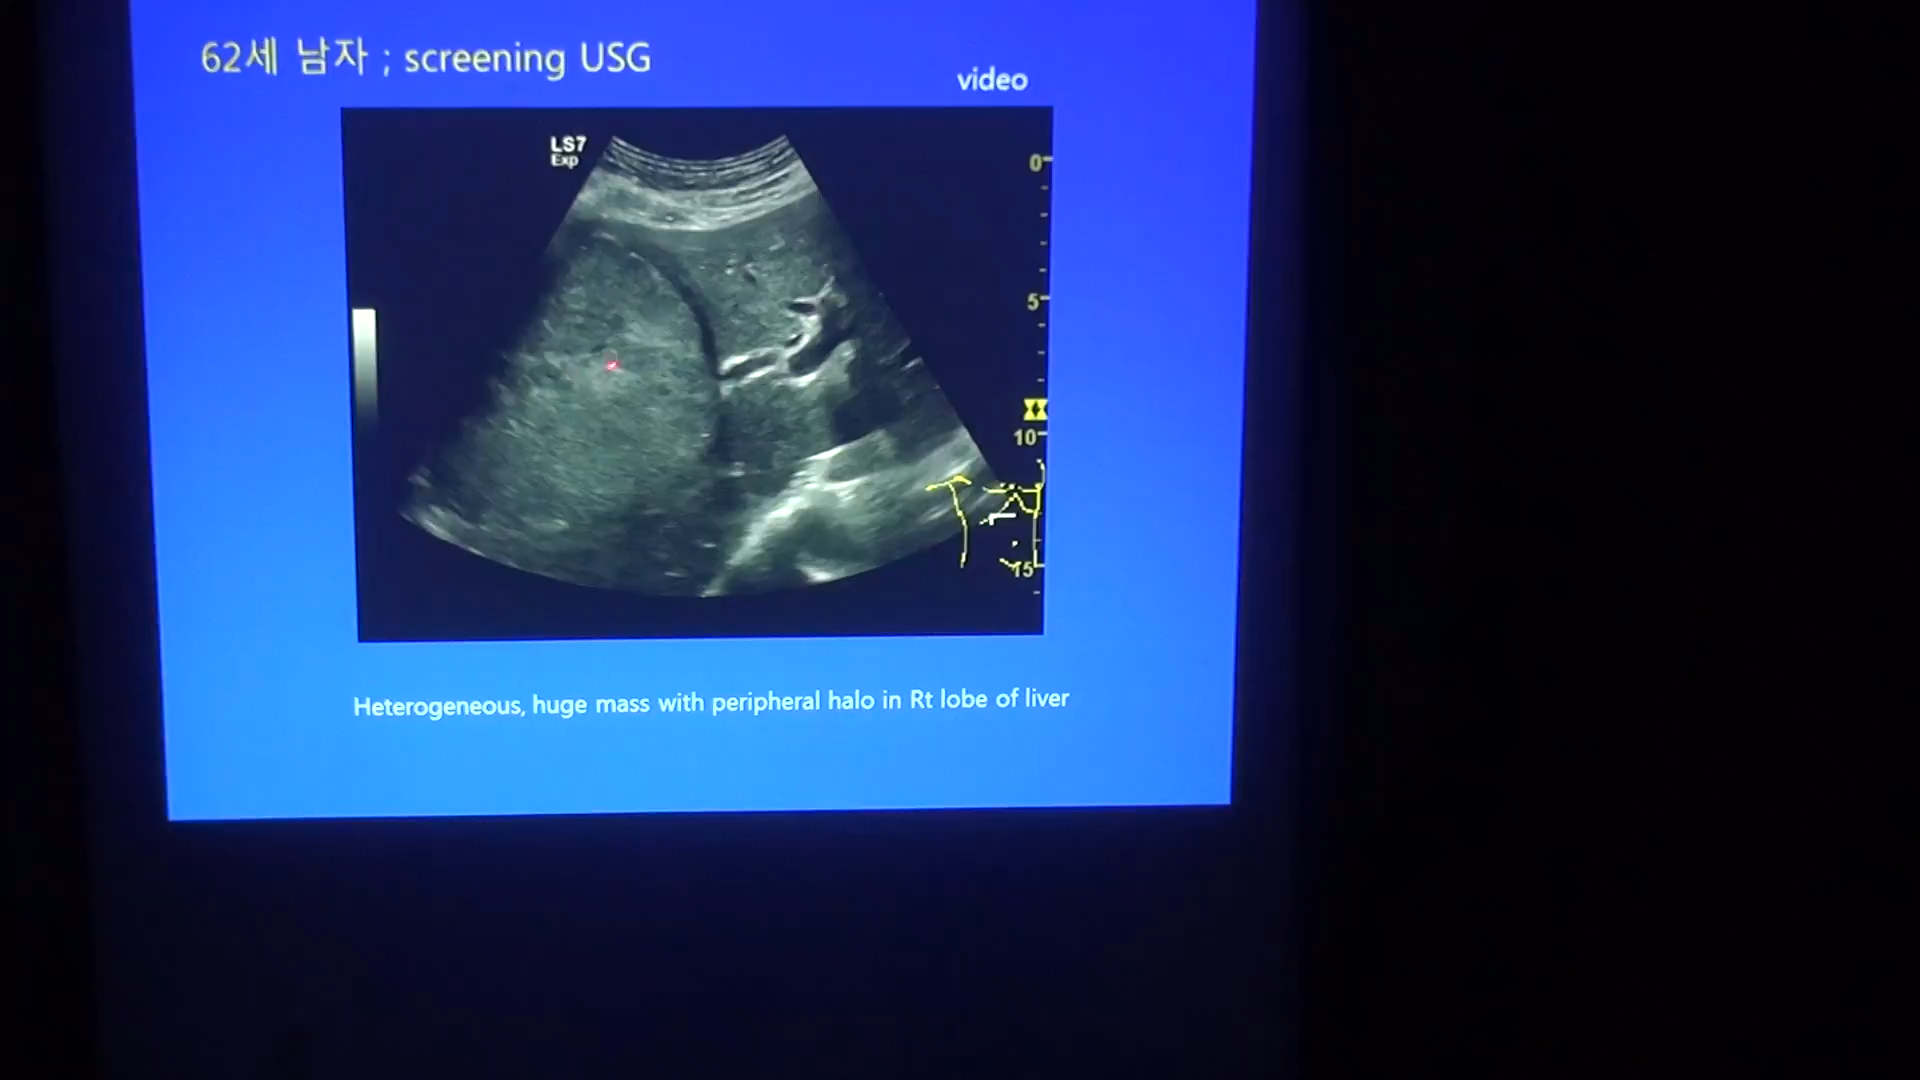 62세 남자 ; screening USG
video
LS7
Exp
0
5
10
15
Heterogeneous, huge mass with peripheral halo in Rt lobe of liver